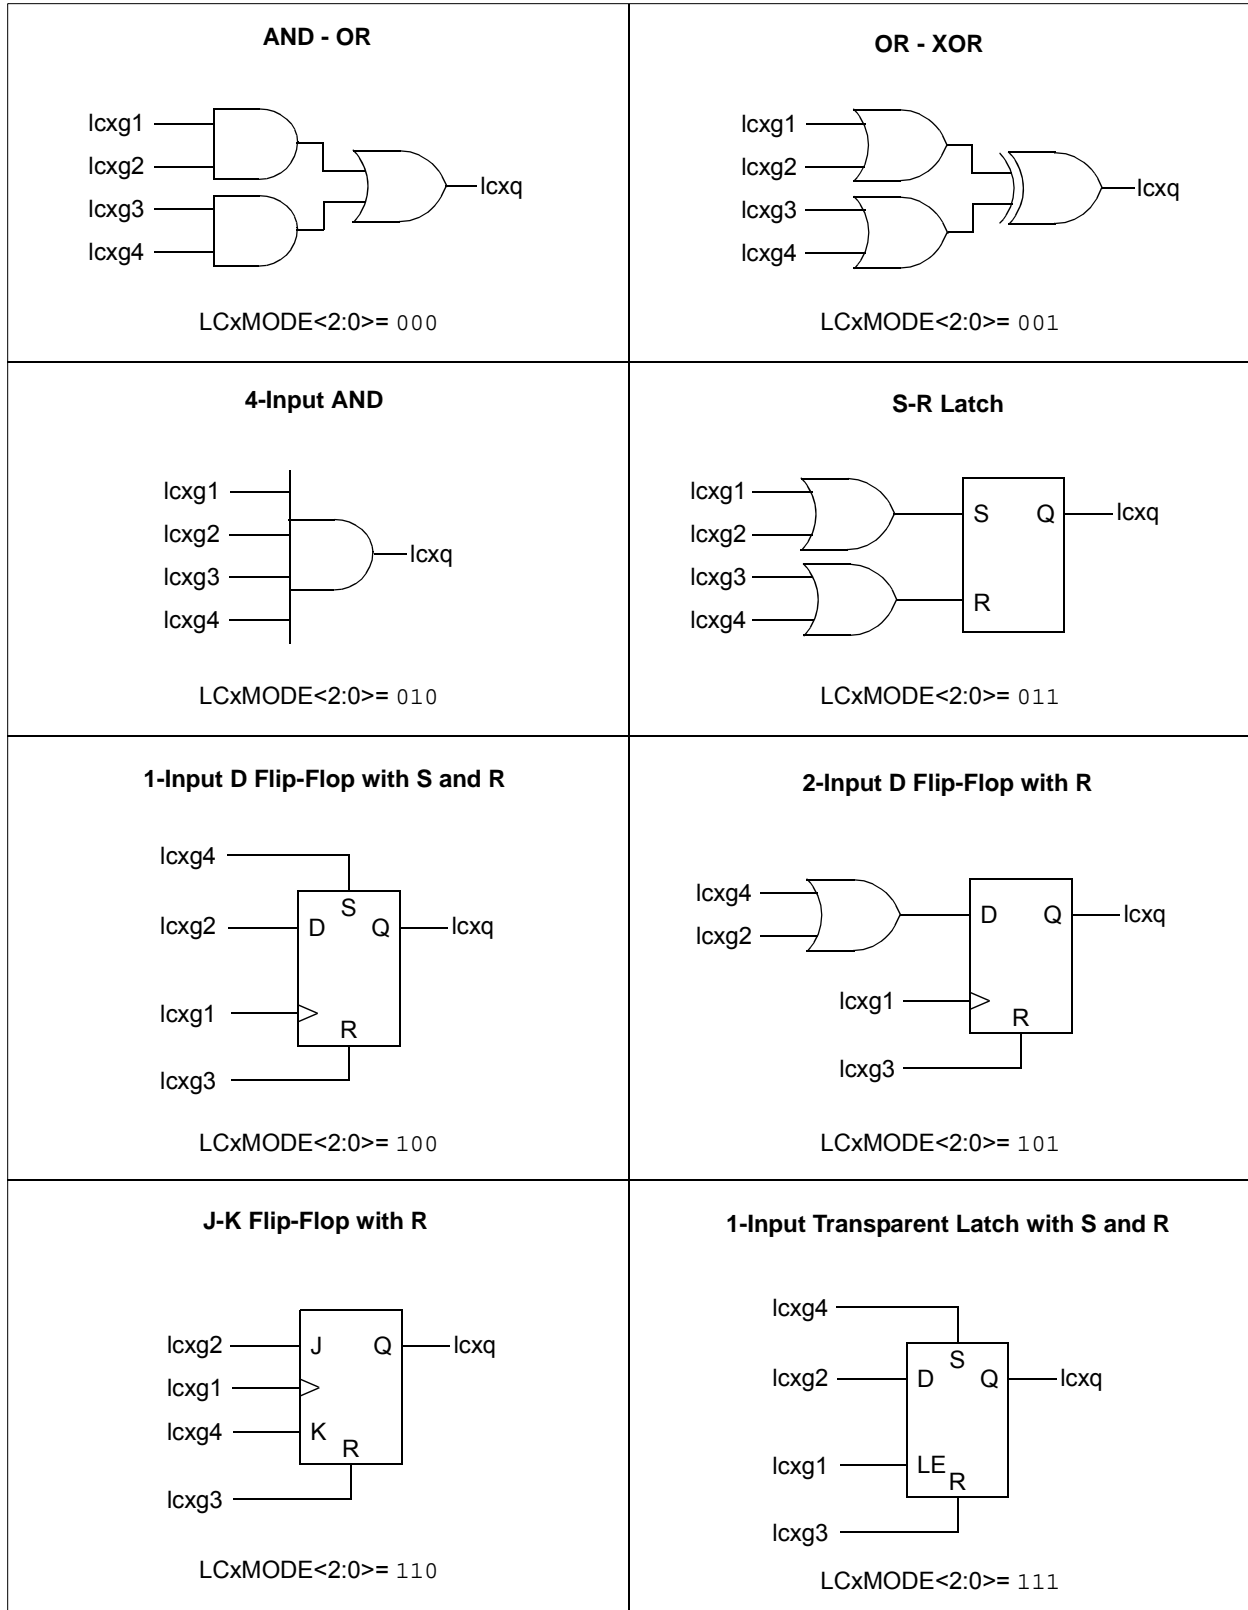 AND - OR
lcxg1
lcxg2
lcxg3
lcxg4
lcxq
LCxMODE<2:0>= 000
OR - XOR
lcxg1
lcxg2
lcxg3
lcxg4
lcxq
LCxMODE<2:0>= 001
4-Input AND
lcxg1
lcxg2
lcxg3
lcxg4
lcxq
LCxMODE<2:0>= 010
S-R Latch
lcxg1
lcxg2
lcxg3
lcxg4
S Q
lcxq
R
LCxMODE<2:0>= 011
1-Input D Flip-Flop with S and R
lcxg4
S
lcxg2
D Q
lcxq
lcxg1
R
lcxg3
LCxMODE<2:0>= 100
2-Input D Flip-Flop with R
lcxg4
lcxg2
D Q
lcxq
lcxg1
R
lcxg3
LCxMODE<2:0>= 101
J-K Flip-Flop with R
lcxg2
J Q
lcxq
lcxg1
lcxg4
K
R
lcxg3
LCxMODE<2:0>= 110
1-Input Transparent Latch with S and R
lcxg4
S
lcxg2
D Q
lcxq
lcxg1
LE
R
lcxg3
LCxMODE<2:0>= 111